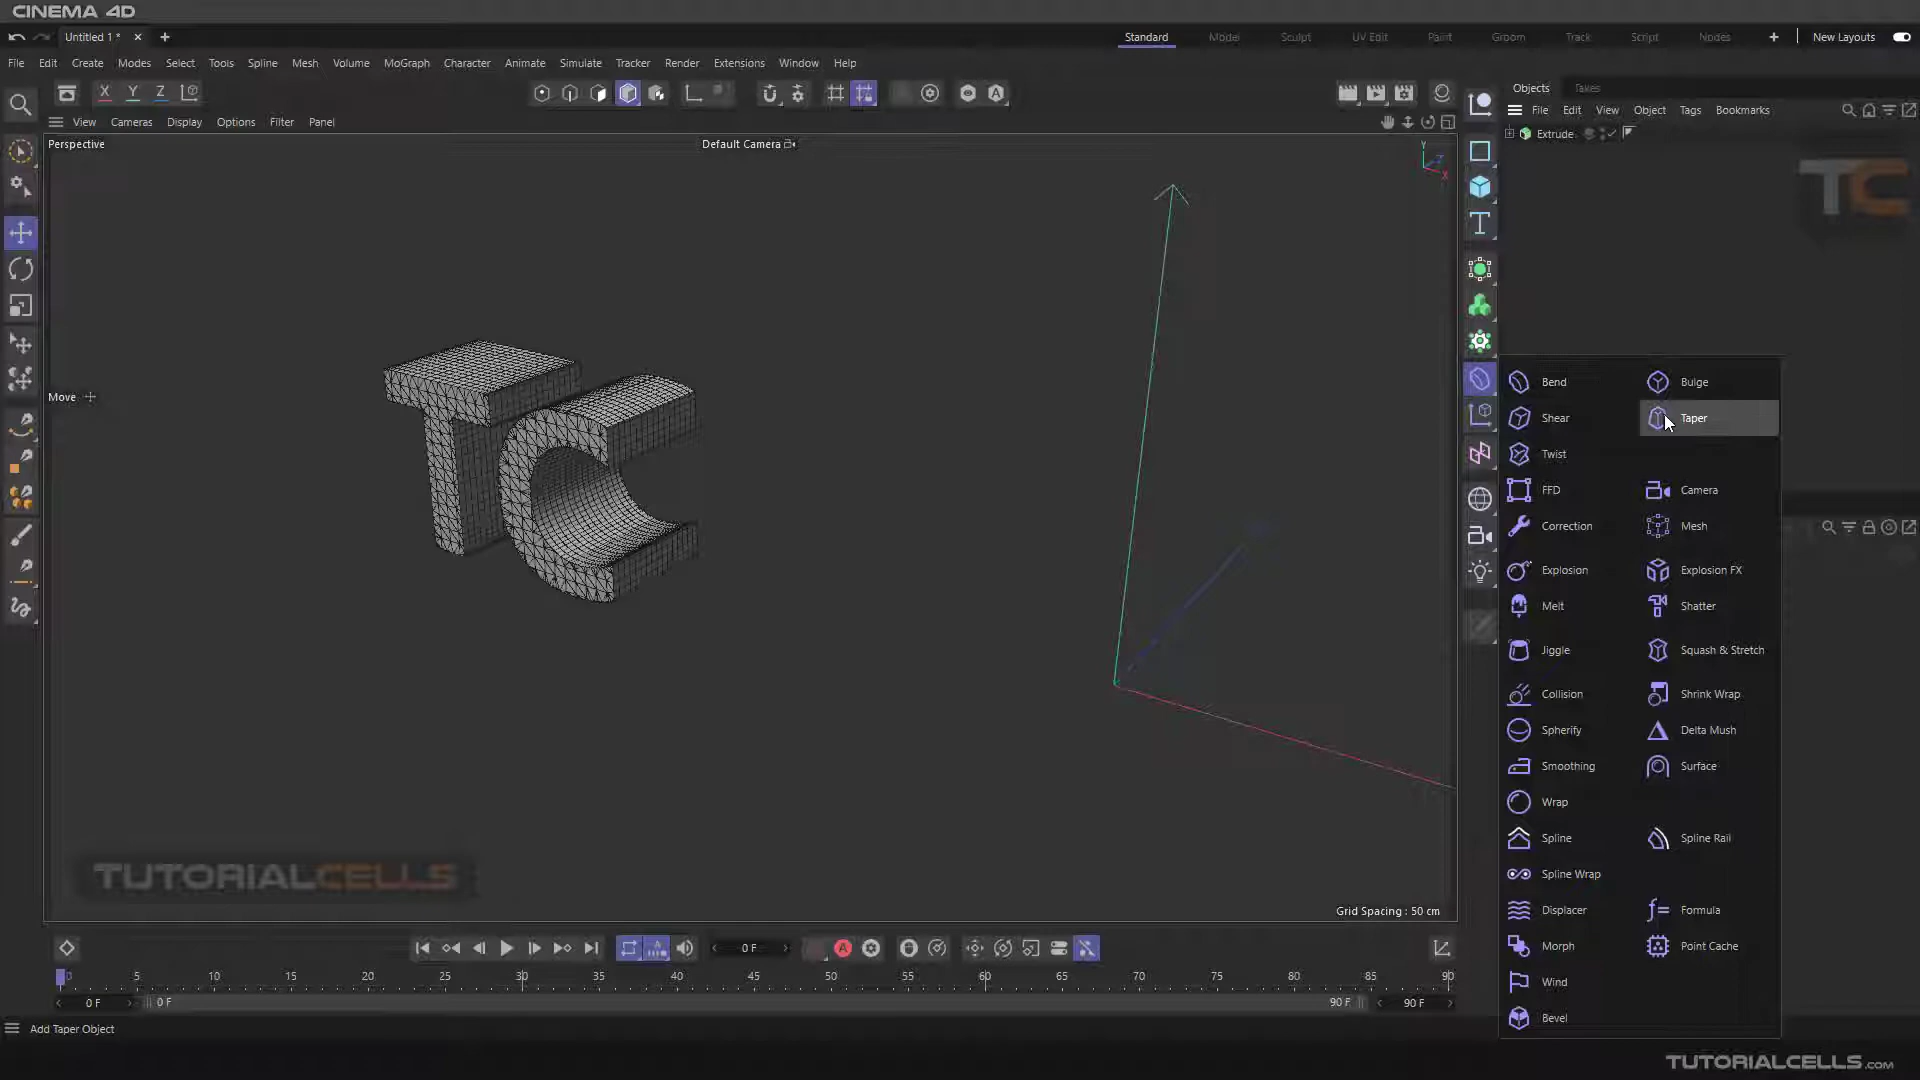 CINEMA 4D
Untitled 1 *
Standard Model Sculpt UV Edit Paint Groom Track Script Nodes New Layouts
File Edit Create Modes Select Tools Spline Mesh Volume MoGraph Character Animate Simulate Tracker Render Extensions Window Help
Objects Takes
X Y Z
File Edit View Object Tags Bookmarks
View Cameras Display Options Filter Panel
Extrude
Perspective
Default Camera
Y
Z
X
TC
Move
Bend Bulge
Shear Taper
Twist
FFD Camera
Correction Mesh
Explosion Explosion FX
Melt Shatter
Jiggle Squash & Stretch
Collision Shrink Wrap
Spherify Delta Mush
Smoothing Surface
Wrap
Spline Spline Rail
Spline Wrap
Displacer Formula
Morph Point Cache
Wind
Bevel
TC
TUTORIALCELLS
Grid Spacing : 50 cm
0 F
0 5 10 15 20 25 30 35 40 45 50 55 60 65 70 75 80 85 90
0 F 0 F 90 F 90 F
Add Taper Object
TUTORIALCELLS.com